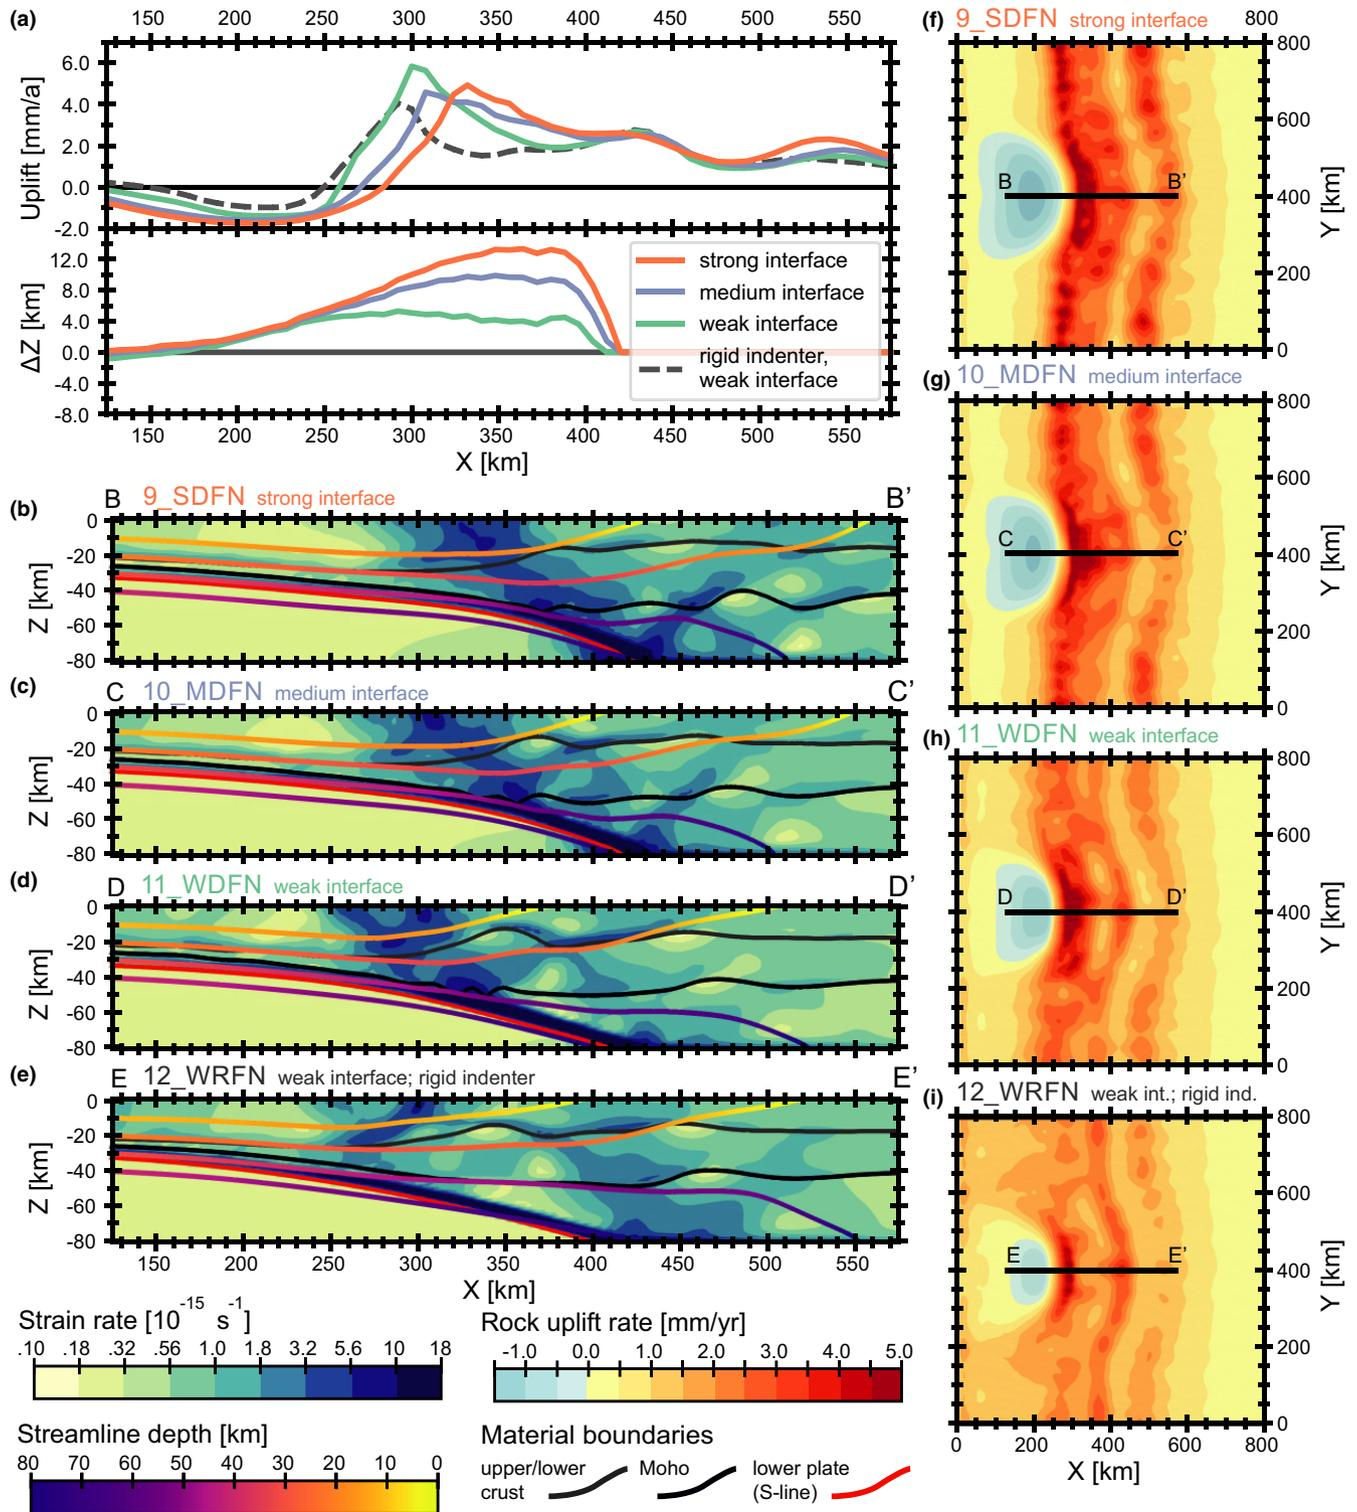 (a)
150 200 250 300 350 400 450 500 550
Uplift [mm/a]
6.0
4.0
2.0
0.0
-2.0
ΔZ [km]
12.0
8.0
4.0
0.0
-4.0
-8.0
strong interface
medium interface
weak interface
rigid indenter,
weak interface
150 200 250 300 350 400 450 500 550
X [km]
(b)
B 9_SDFN strong interface B’
Z [km]
0
-20
-40
-60
-80
(c)
C 10_MDFN medium interface C’
Z [km]
0
-20
-40
-60
-80
(d)
D 11_WDFN weak interface D’
Z [km]
0
-20
-40
-60
-80
(e)
E 12_WRFN weak interface; rigid indenter E’
Z [km]
0
-20
-40
-60
-80
150 200 250 300 350 400 450 500 550
X [km]
Strain rate [10⁻¹⁵ s⁻¹]
.10 .18 .32 .56 1.0 1.8 3.2 5.6 10 18
Streamline depth [km]
80 70 60 50 40 30 20 10 0
Rock uplift rate [mm/yr]
-1.0 0.0 1.0 2.0 3.0 4.0 5.0
Material boundaries
upper/lower
crust
Moho
lower plate
(S-line)
(f) 9_SDFN strong interface 800
800
600
B B’ 400
200
0
Y [km]
(g) 10_MDFN medium interface
800
600
C C’ 400
200
0
Y [km]
(h) 11_WDFN weak interface
800
600
D D’ 400
200
0
Y [km]
(i) 12_WRFN weak int.; rigid ind.
800
600
E E’ 400
200
0
Y [km]
0 200 400 600 800
X [km]